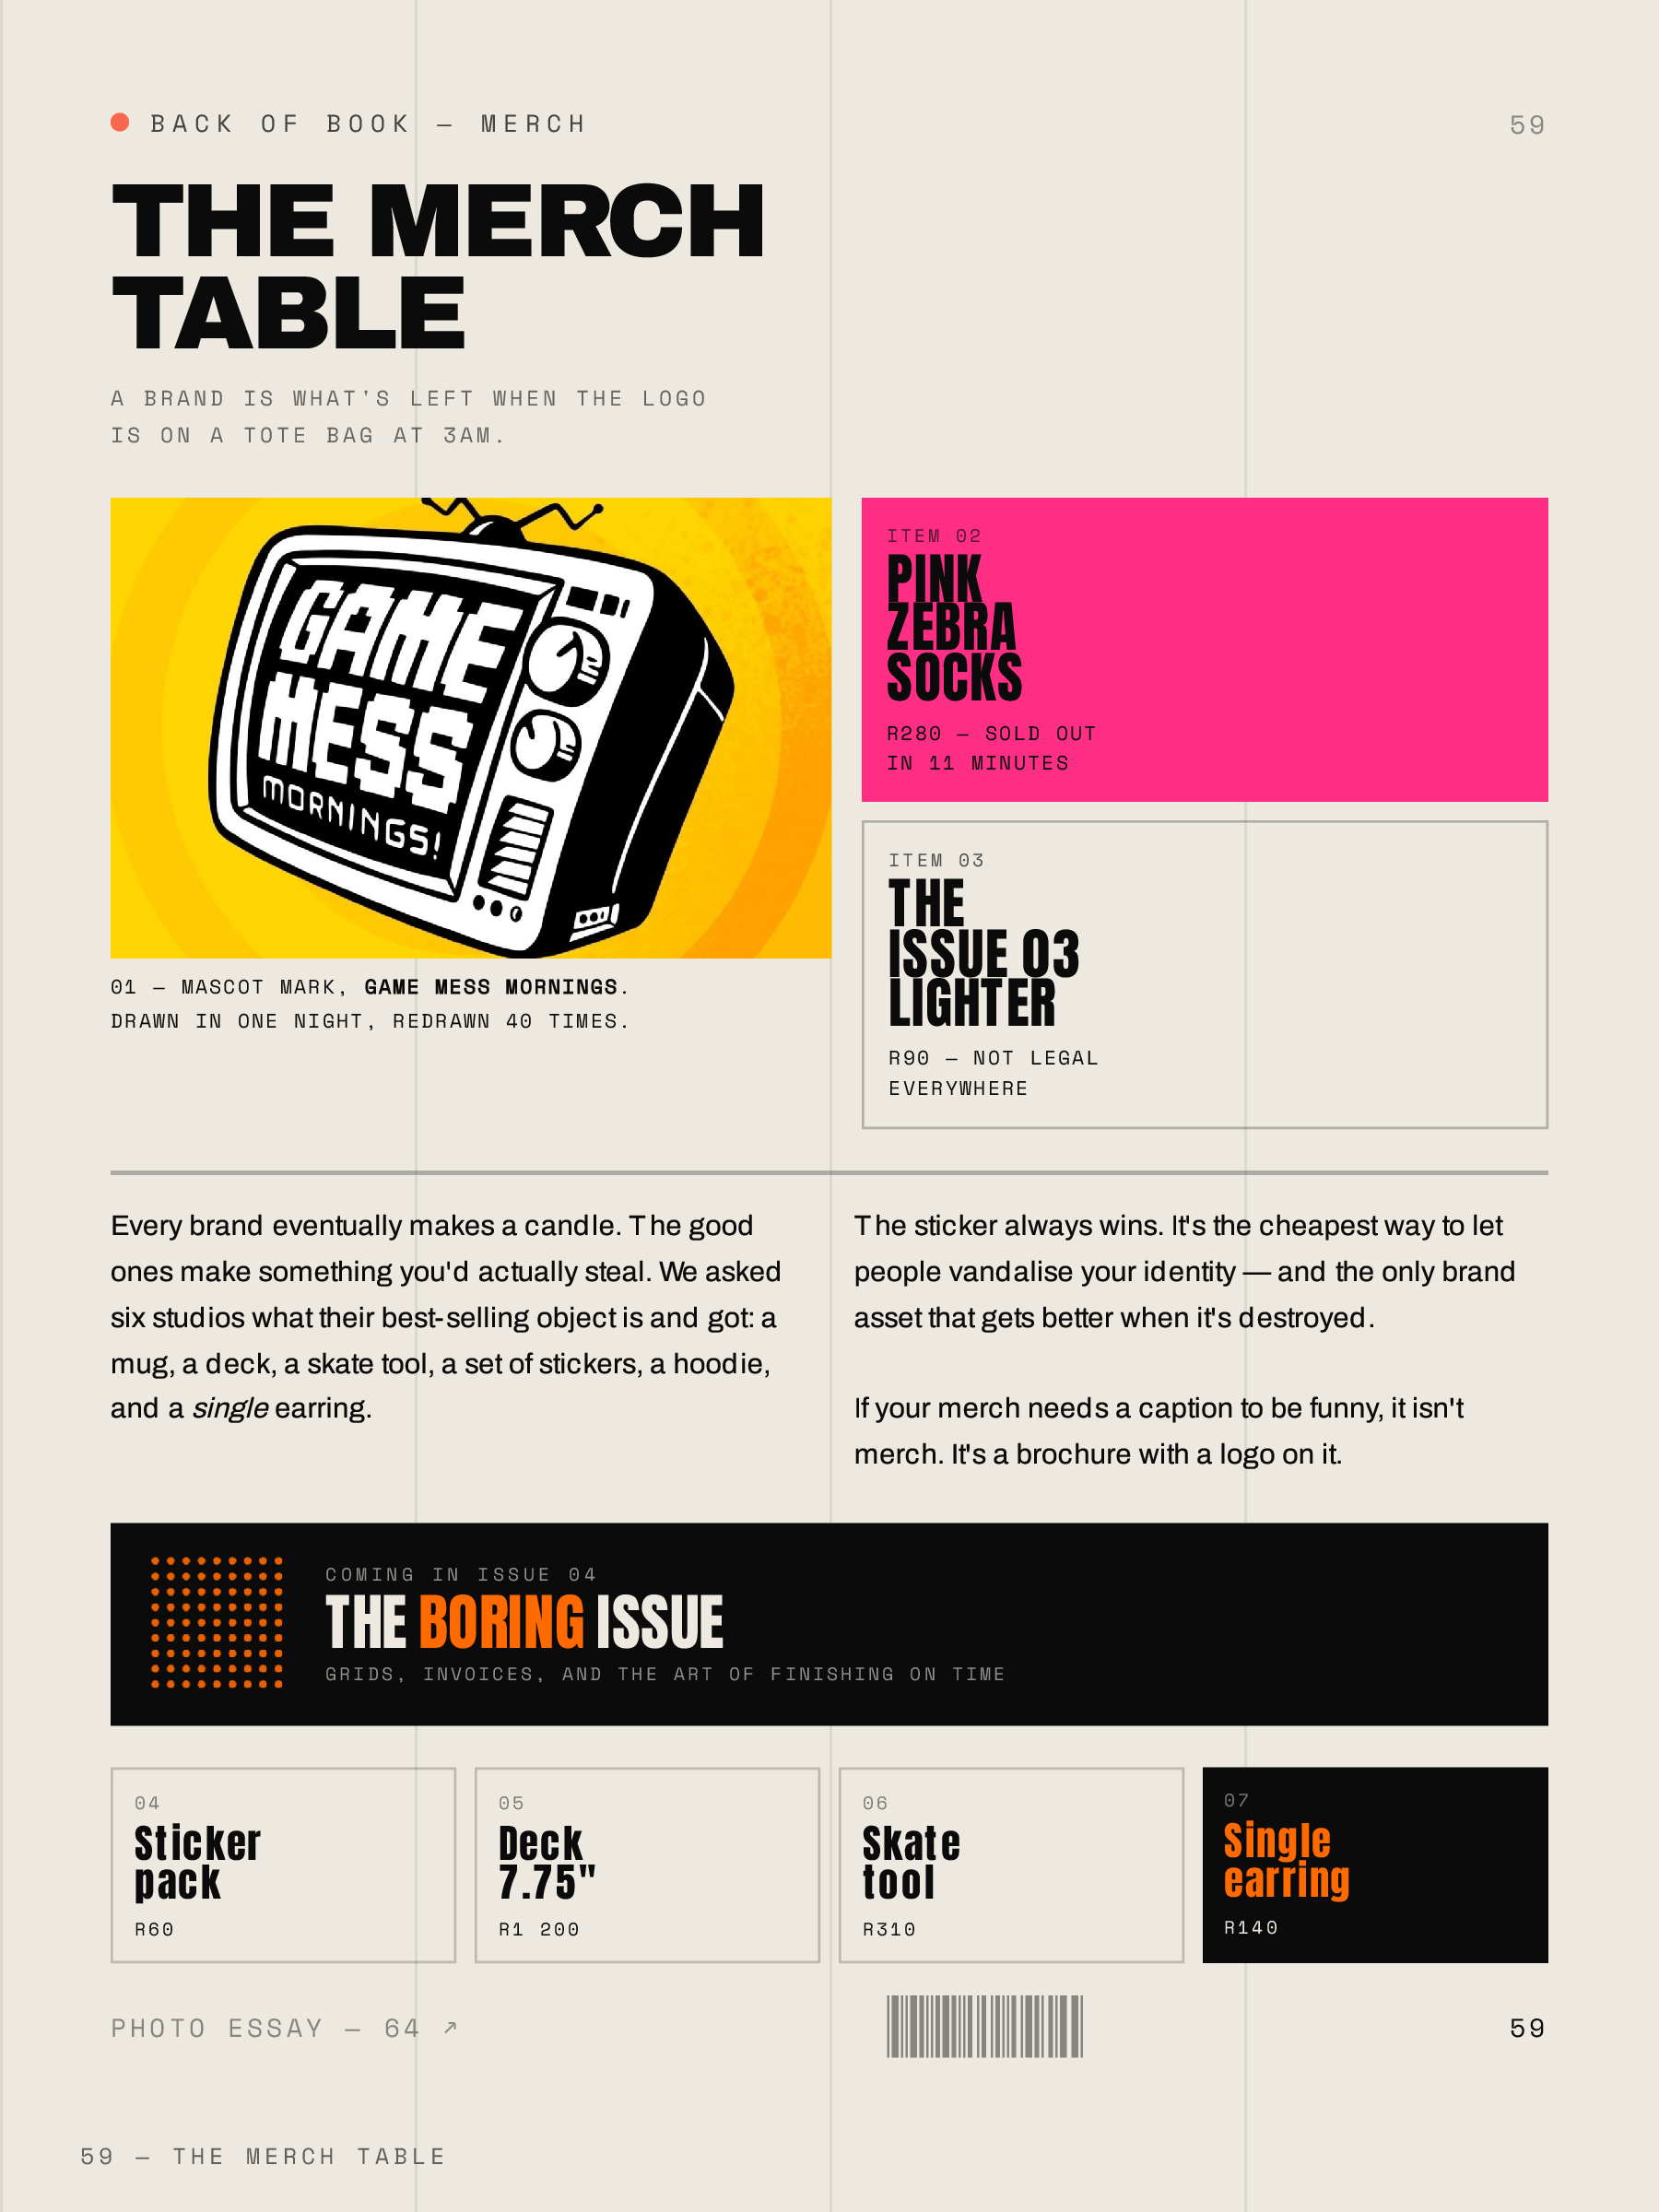 BACK OF BOOK — MERCH
59
THE MERCH
TABLE
A BRAND IS WHAT'S LEFT WHEN THE LOGO
IS ON A TOTE BAG AT 3AM.
GAME
MESS
MORNINGS!
01 — MASCOT MARK, GAME MESS MORNINGS.
DRAWN IN ONE NIGHT, REDRAWN 40 TIMES.
ITEM 02
PINK
ZEBRA
SOCKS
R280 — SOLD OUT
IN 11 MINUTES
ITEM 03
THE
ISSUE 03
LIGHTER
R90 — NOT LEGAL
EVERYWHERE
Every brand eventually makes a candle. The good
ones make something you'd actually steal. We asked
six studios what their best-selling object is and got: a
mug, a deck, a skate tool, a set of stickers, a hoodie,
and a single earring.
The sticker always wins. It's the cheapest way to let
people vandalise your identity — and the only brand
asset that gets better when it's destroyed.
If your merch needs a caption to be funny, it isn't
merch. It's a brochure with a logo on it.
COMING IN ISSUE 04
THE BORING ISSUE
GRIDS, INVOICES, AND THE ART OF FINISHING ON TIME
04
Sticker
pack
R60
05
Deck
7.75"
R1 200
06
Skate
tool
R310
07
Single
earring
R140
PHOTO ESSAY — 64 ↗
59
59 — THE MERCH TABLE